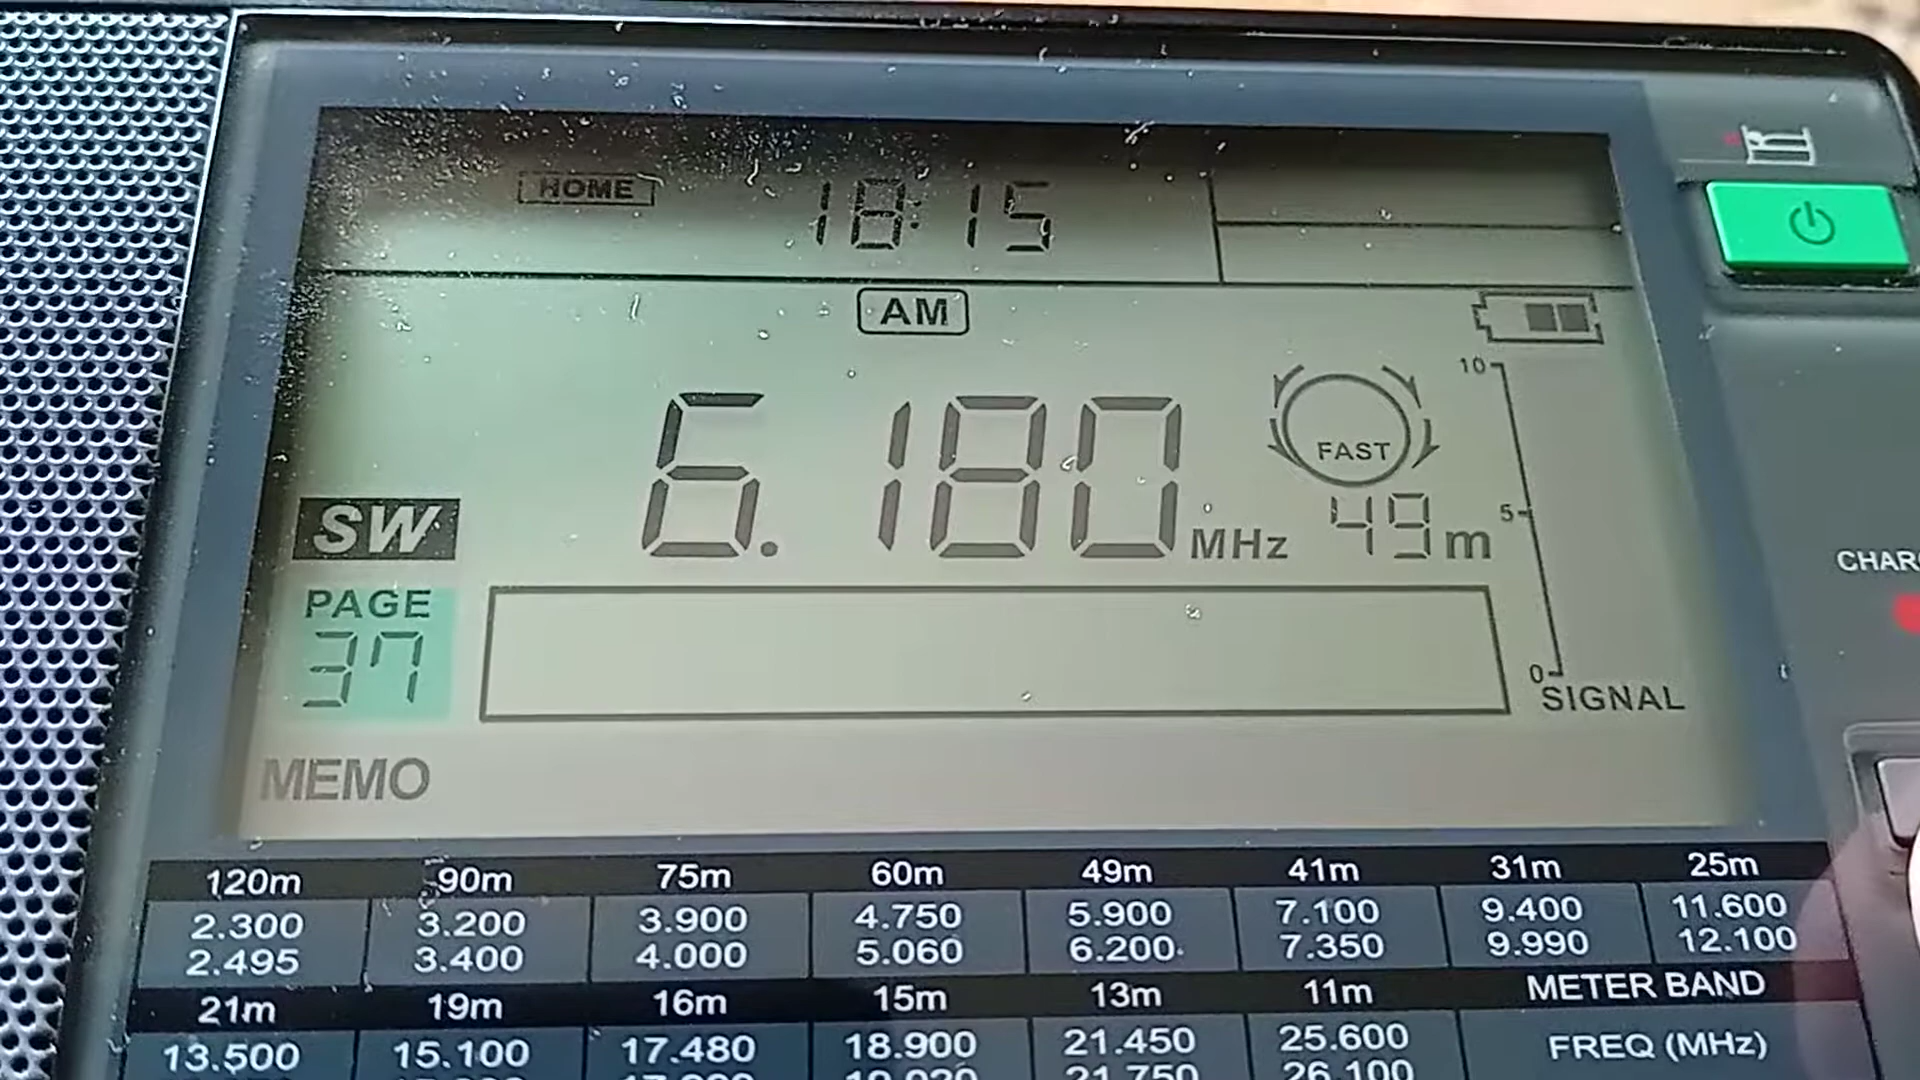 HOME 18:15
AM
10
FAST
6.180 MHz 49m
5
SW
PAGE
37
0
SIGNAL
MEMO
CHAR
120m 90m 75m 60m 49m 41m 31m 25m
2.300 3.200 3.900 4.750 5.900 7.100 9.400 11.600
2.495 3.400 4.000 5.060 6.200 7.350 9.990 12.100
21m 19m 16m 15m 13m 11m METER BAND
13.500 15.100 17.480 18.900 21.450 25.600 FREQ (MHz)
21.750 26.100